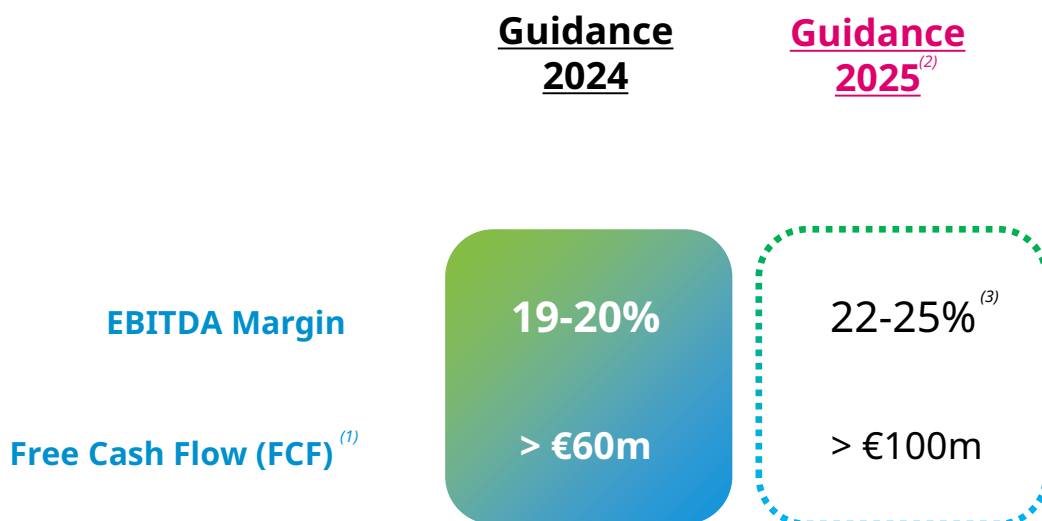 Guidance
2024
Guidance
2025(2)
EBITDA Margin
19-20%
22-25% (3)
Free Cash Flow (FCF) (1)
> €60m
> €100m